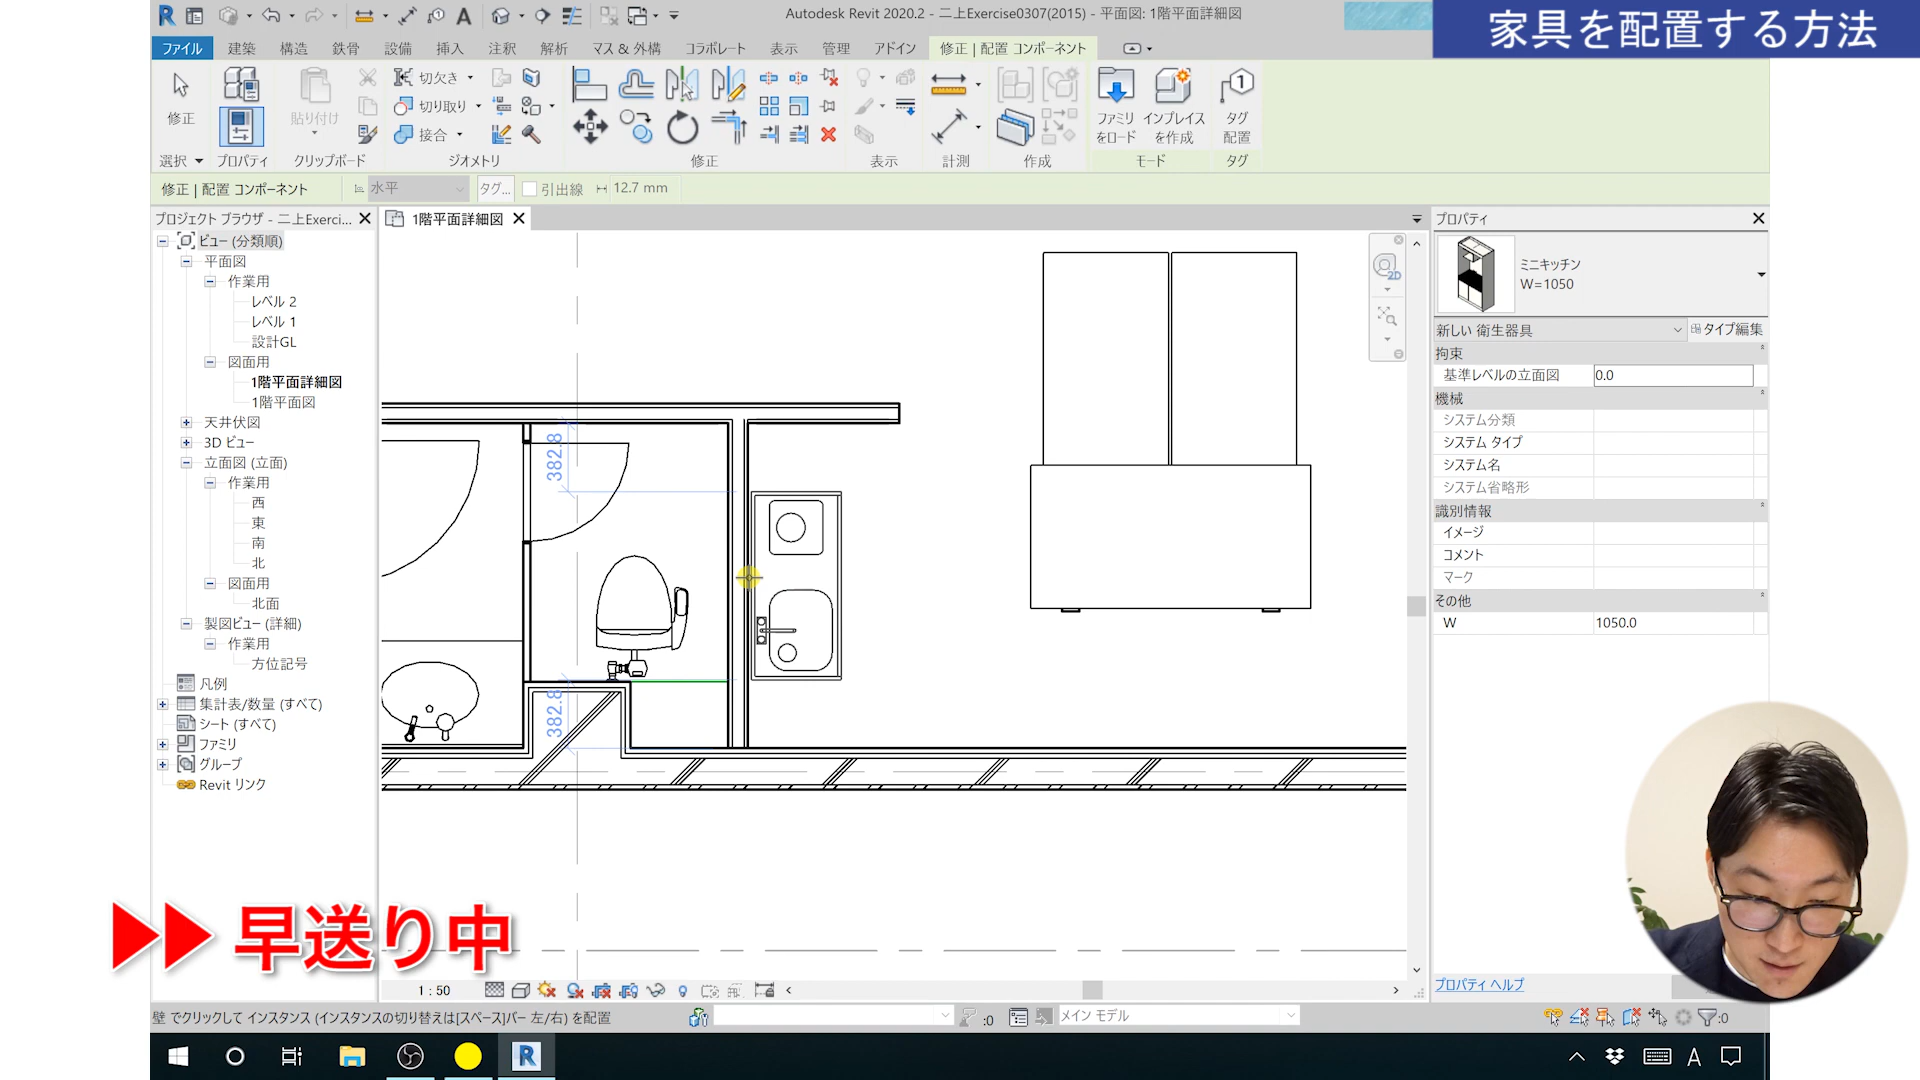 Autodesk Revit 2020.2 - 二上Exercise0307(2015) - 平面図: 1階平面詳細図
家具を配置する方法
ファイル 建築 構造 鉄骨 設備 挿入 注釈 解析 マス & 外構 コラボレート 表示 管理 アドイン 修正 | 配置 コンポーネント
修正 貼り付け 切欠き 切り取り 接合 ファミリをロード インプレイスを作成 タグ配置
選択 プロパティ クリップボード ジオメトリ 修正 表示 計測 作成 モード タグ
修正 | 配置 コンポーネント 水平 タグ... 引出線 12.7 mm
プロジェクト ブラウザ - 二上Exerci...
1階平面詳細図
プロパティ
ビュー (分類順)
平面図
作業用
レベル 2
レベル 1
設計GL
図面用
1階平面詳細図
1階平面図
天井伏図
3D ビュー
立面図 (立面)
作業用
西
東
南
北
図面用
北面
製図ビュー (詳細)
作業用
方位記号
凡例
集計表/数量 (すべて)
シート (すべて)
ファミリ
グループ
Revit リンク
382.8
382.8
2D
ミニキッチン
W=1050
新しい 衛生器具 タイプ編集
拘束
基準レベルの立面図 0.0
機械
システム分類
システム タイプ
システム名
システム省略形
識別情報
イメージ
コメント
マーク
その他
W 1050.0
プロパティ ヘルプ
早送り中
1 : 50
壁 でクリックして インスタンス (インスタンスの切り替えは[スペース]バー 左/右) を配置
:0
メイン モデル
:0
A